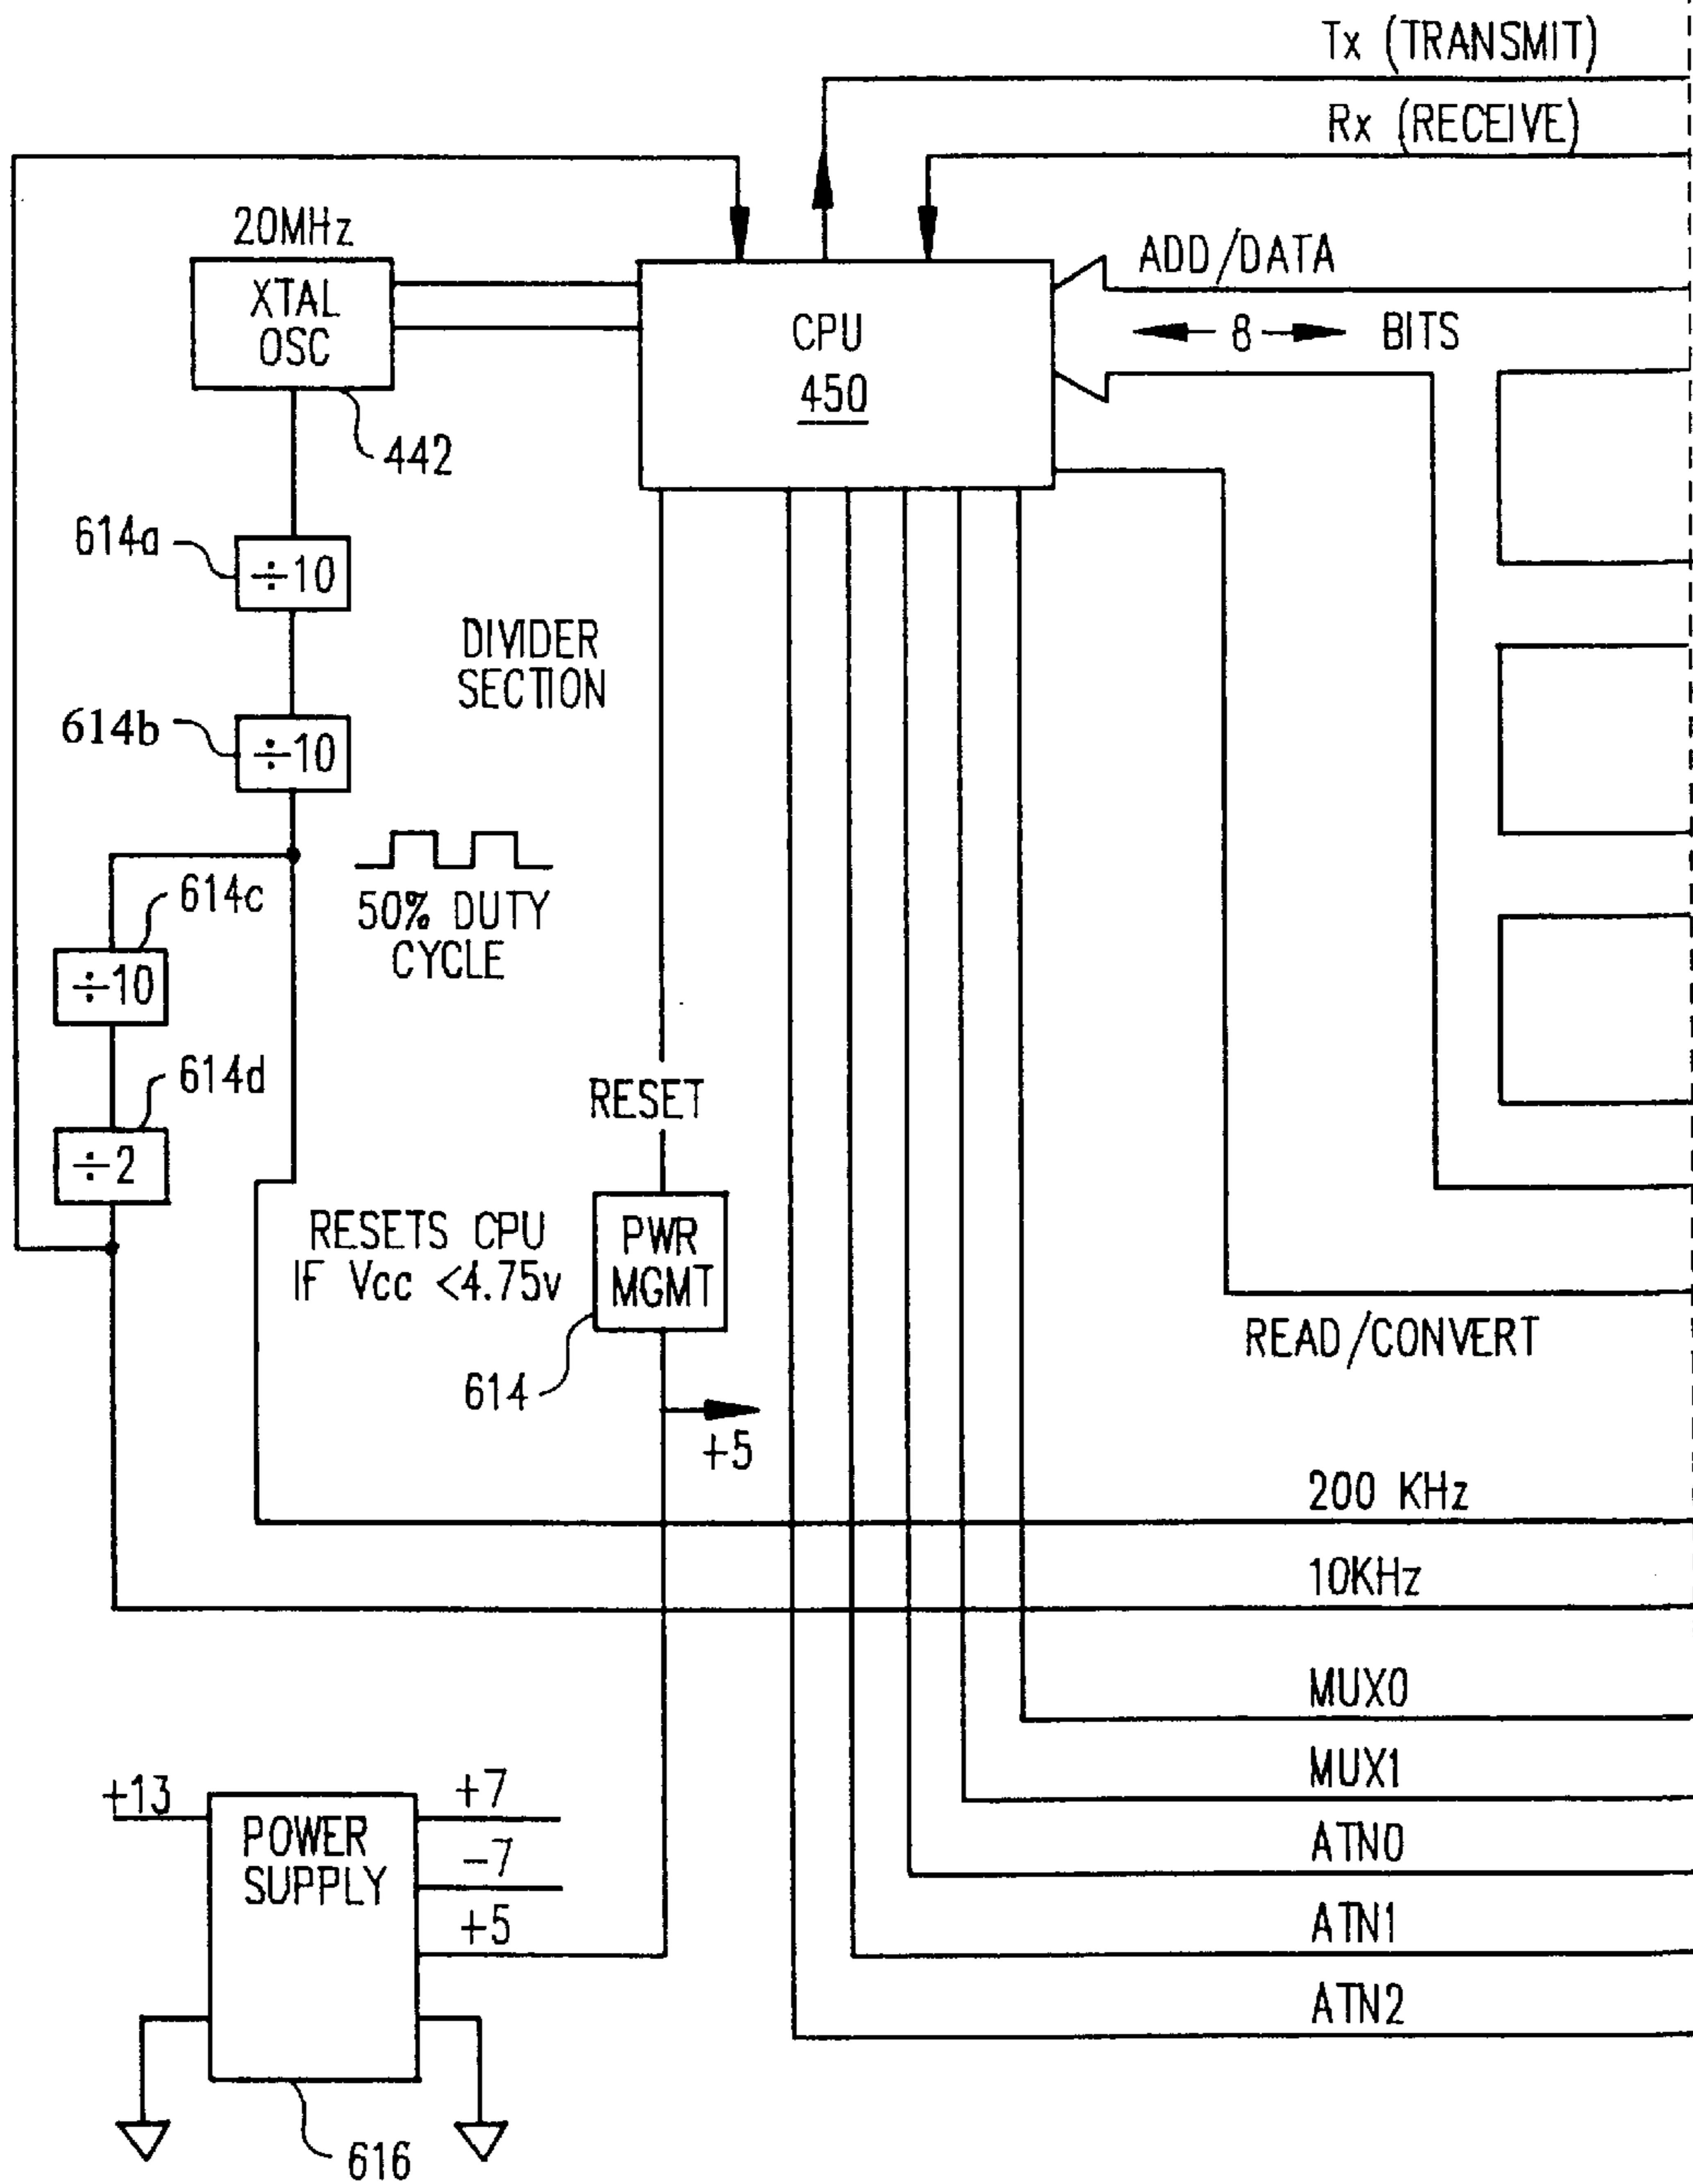 Tx (TRANSMIT)
Rx (RECEIVE)
20MHz
XTAL
OSC
442
CPU
450
ADD/DATA
8 BITS
614a
÷10
DIVIDER
SECTION
614b
÷10
50% DUTY
CYCLE
614c
÷10
614d
÷2
RESET
RESETS CPU
IF Vcc <4.75v
PWR
MGMT
614
+5
READ/CONVERT
200 KHz
10KHz
MUX0
MUX1
ATN0
ATN1
ATN2
+13
POWER
SUPPLY
+7
-7
+5
616